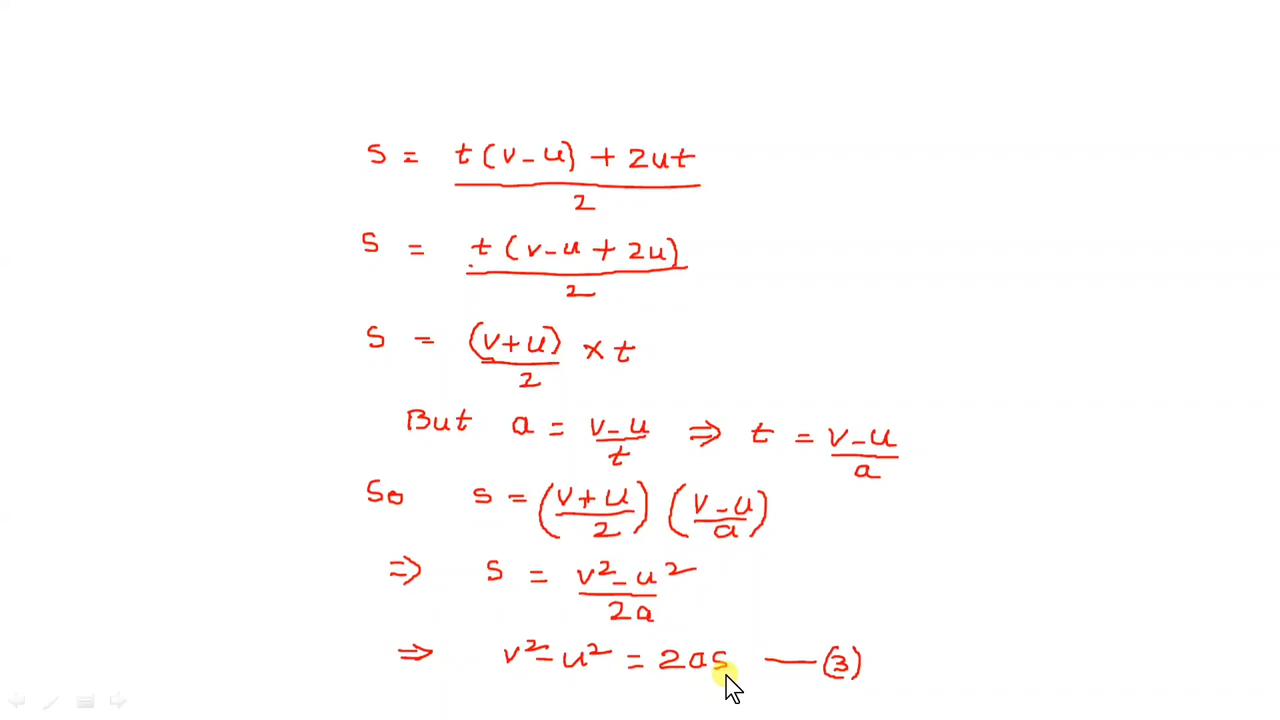 S = t(v-u)+2ut / 2
S = t(v-u+2u) / 2
S = (v+u) / 2 × t
But a = v-u / t ⇒ t = v-u / a
So s = (v+u / 2) (v-u / a)
⇒ S = v²-u² / 2a
⇒ v²-u² = 2as —(3)